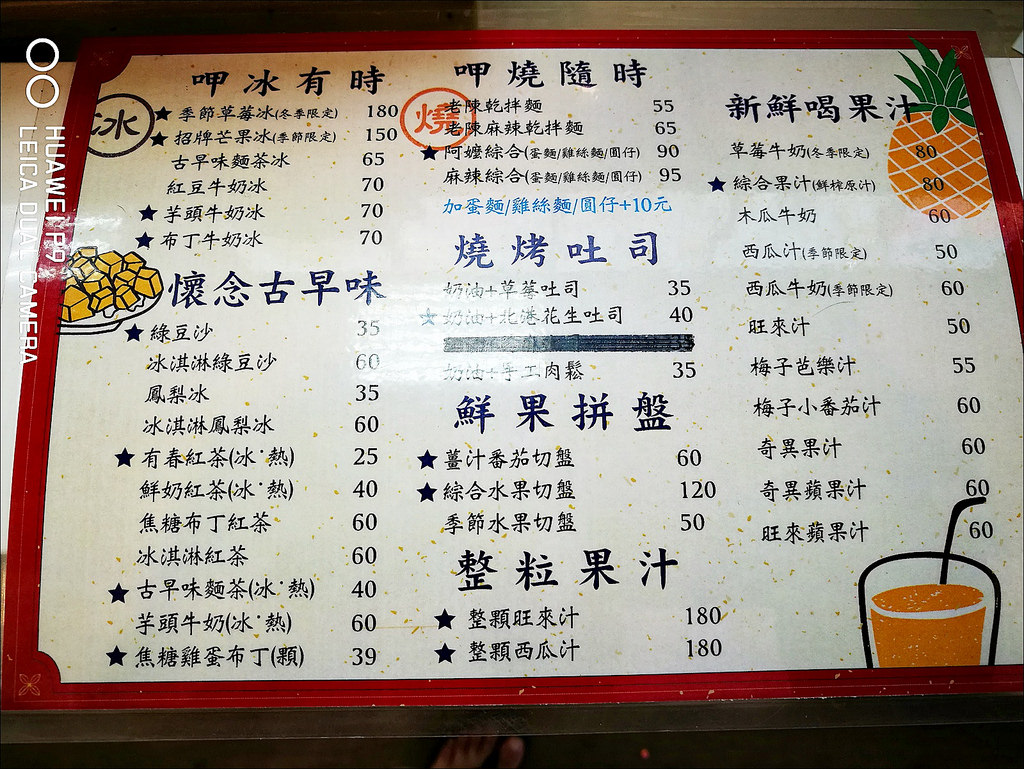 HUAWEI P9
LEICA DUAL CAMERA
呷冰有時
冰
★季節草莓冰(冬季限定) 180
★招牌芒果冰(季節限定) 150
古早味麵茶冰 65
紅豆牛奶冰 70
★芋頭牛奶冰 70
★布丁牛奶冰 70
懷念古早味
★綠豆沙 35
冰淇淋綠豆沙 60
鳳梨冰 35
冰淇淋鳳梨冰 60
★有春紅茶(冰˙熱) 25
鮮奶紅茶(冰˙熱) 40
焦糖布丁紅茶 60
冰淇淋紅茶 60
★古早味麵茶(冰˙熱) 40
芋頭牛奶(冰˙熱) 60
★焦糖雞蛋布丁(顆) 39
呷燒隨時
燒
老陳乾拌麵 55
老陳麻辣乾拌麵 65
★阿嬤綜合(蛋麵/雞絲麵/圓仔) 90
麻辣綜合(蛋麵/雞絲麵/圓仔) 95
加蛋麵/雞絲麵/圓仔+10元
燒烤吐司
奶油+草莓吐司 35
★奶油+北港花生吐司 40
奶油+手工肉鬆 35
鮮果拼盤
★薑汁番茄切盤 60
★綜合水果切盤 120
季節水果切盤 50
整粒果汁
★整顆旺來汁 180
★整顆西瓜汁 180
新鮮喝果汁
草莓牛奶(冬季限定) 80
★綜合果汁(鮮榨原汁) 80
木瓜牛奶 60
西瓜汁(季節限定) 50
西瓜牛奶(季節限定) 60
旺來汁 50
梅子芭樂汁 55
梅子小番茄汁 60
奇異果汁 60
奇異蘋果汁 60
旺來蘋果汁 60